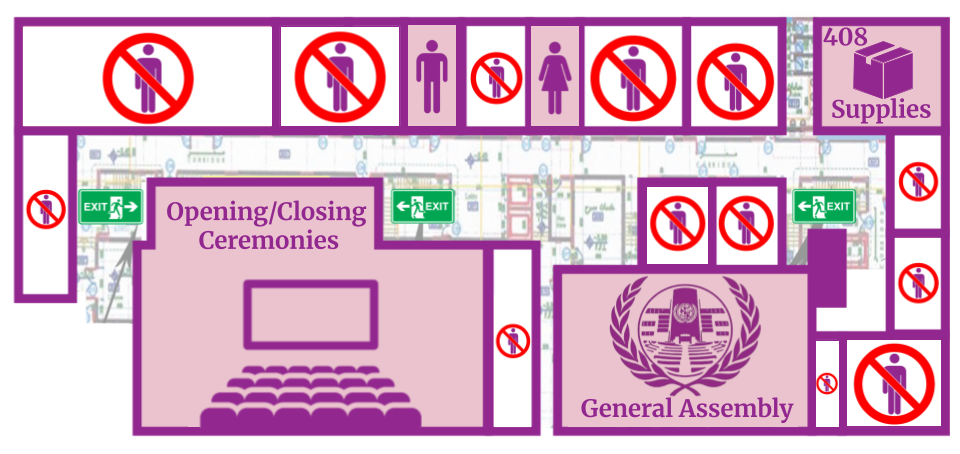 408
Supplies
EXIT
Opening/Closing
Ceremonies
EXIT
EXIT
General Assembly